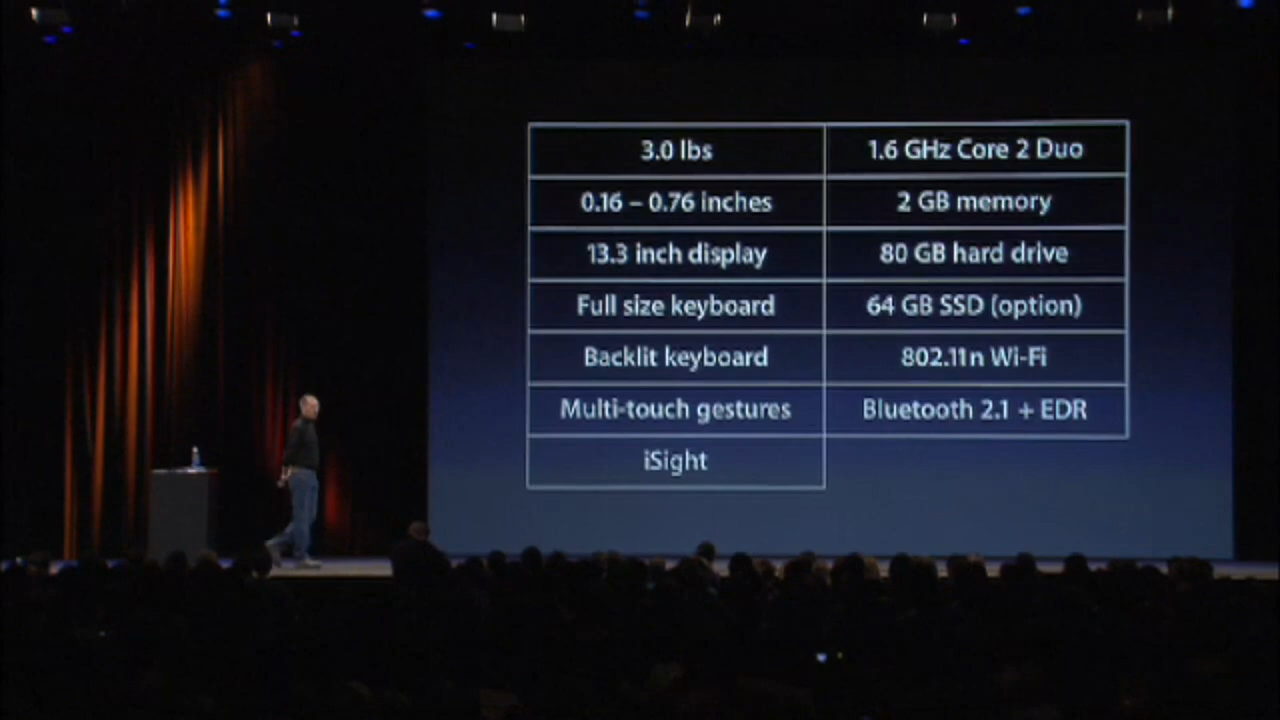 3.0 lbs 1.6 GHz Core 2 Duo
0.16 – 0.76 inches 2 GB memory
13.3 inch display 80 GB hard drive
Full size keyboard 64 GB SSD (option)
Backlit keyboard 802.11n Wi-Fi
Multi-touch gestures Bluetooth 2.1 + EDR
iSight